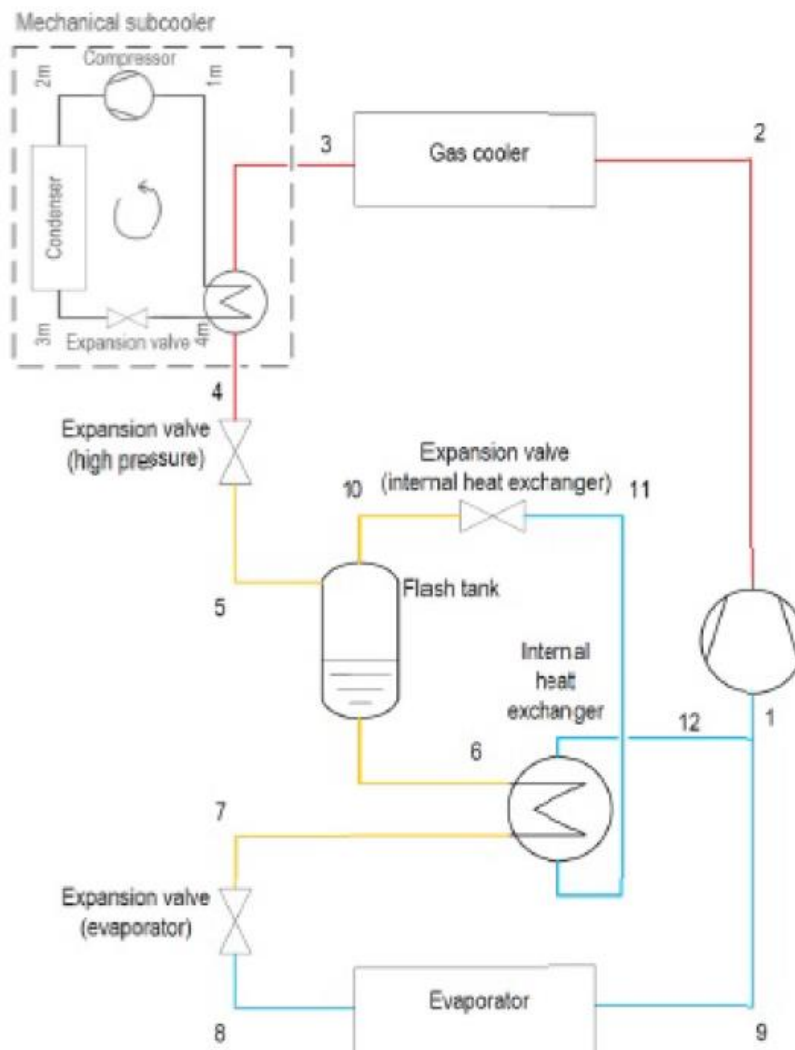 Mechanical subcooler
Compressor
2m
1m
Condenser
3m
Expansion valve
4m
3
Gas cooler
2
4
Expansion valve
(high pressure)
Expansion valve
(internal heat exchanger)
10
11
5
Flash tank
Internal
heat
exchanger
1
12
6
7
Expansion valve
(evaporator)
Evaporator
8
9